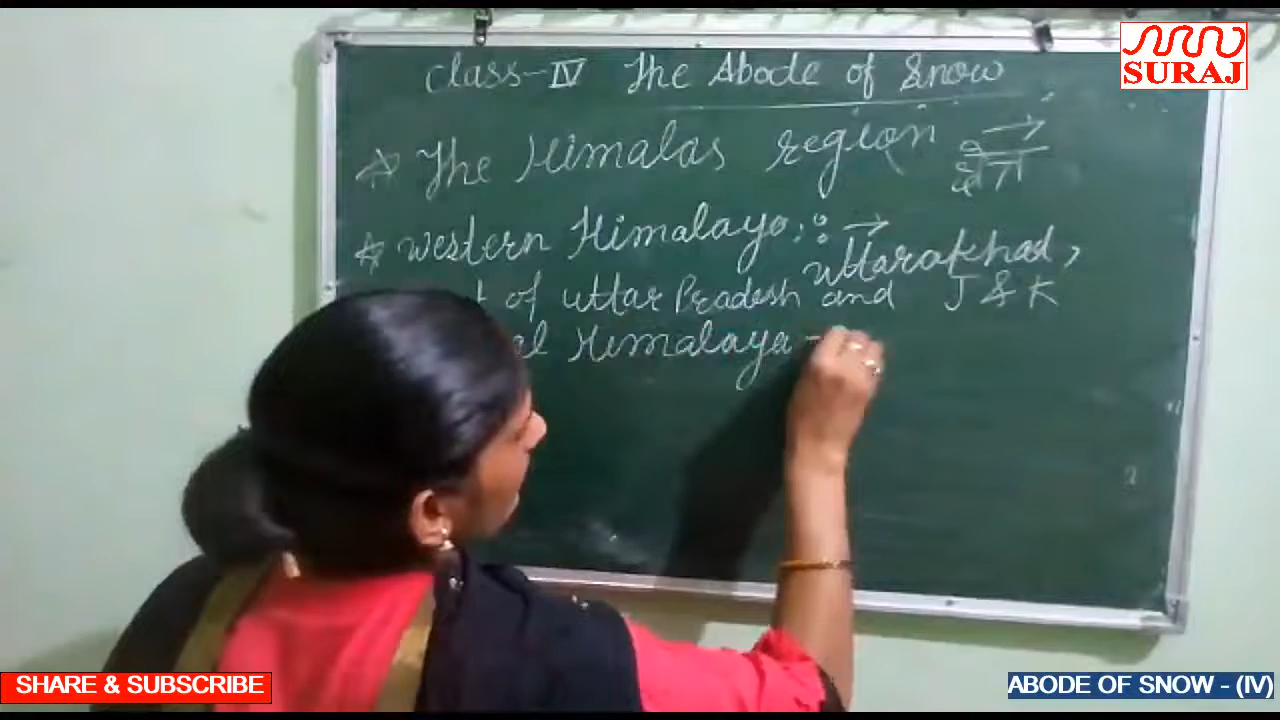 SURAJ
Class-IV The Abode of Snow
The Himalas region
Western Himalaya :→
Uttarakhad,
of uttar Pradesh and J & K
al Himalaya -
SHARE & SUBSCRIBE
ABODE OF SNOW - (IV)